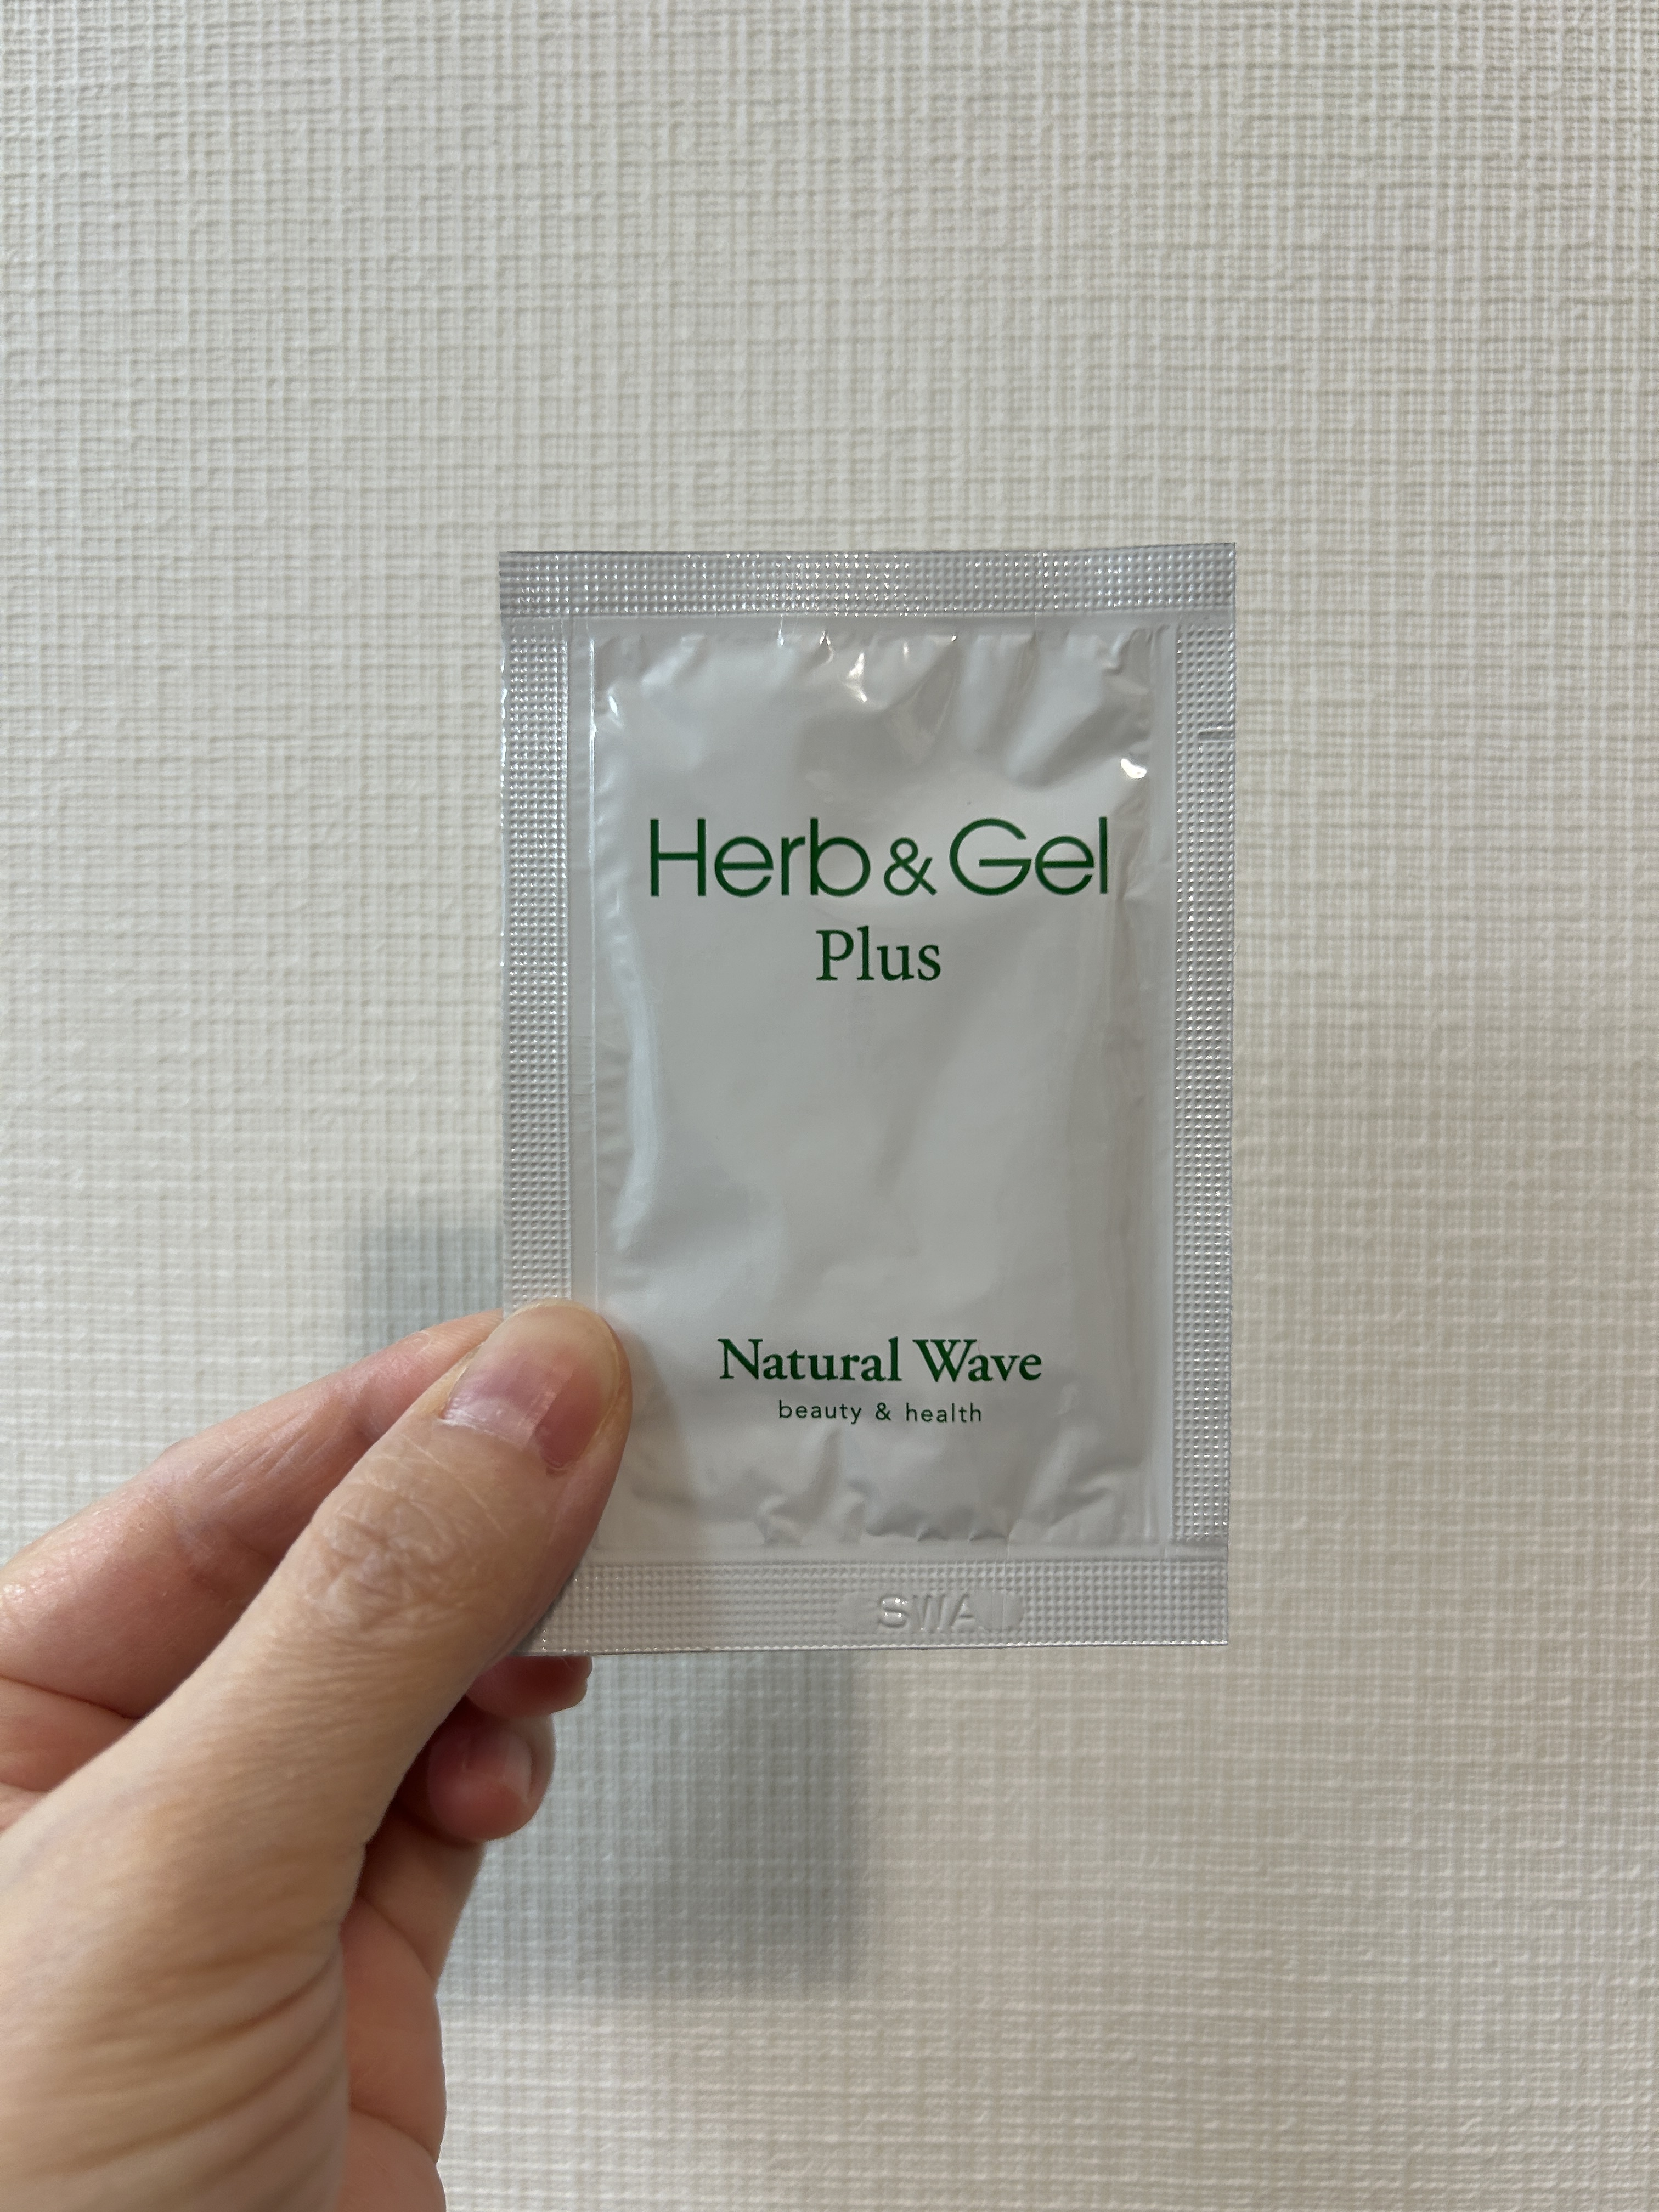 Herb & Gel
Plus
Natural Wave
beauty & health